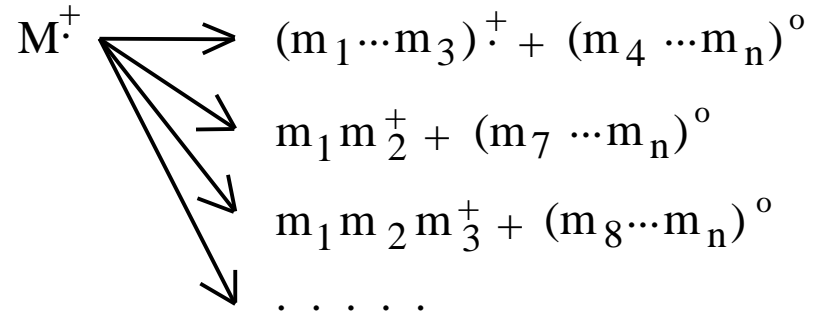 M+· (m1···m3)+· + (m4 ···mn)o
m1m2+ + (m7 ···mn)o
m1m2m3+ + (m8···mn)o
. . . . .